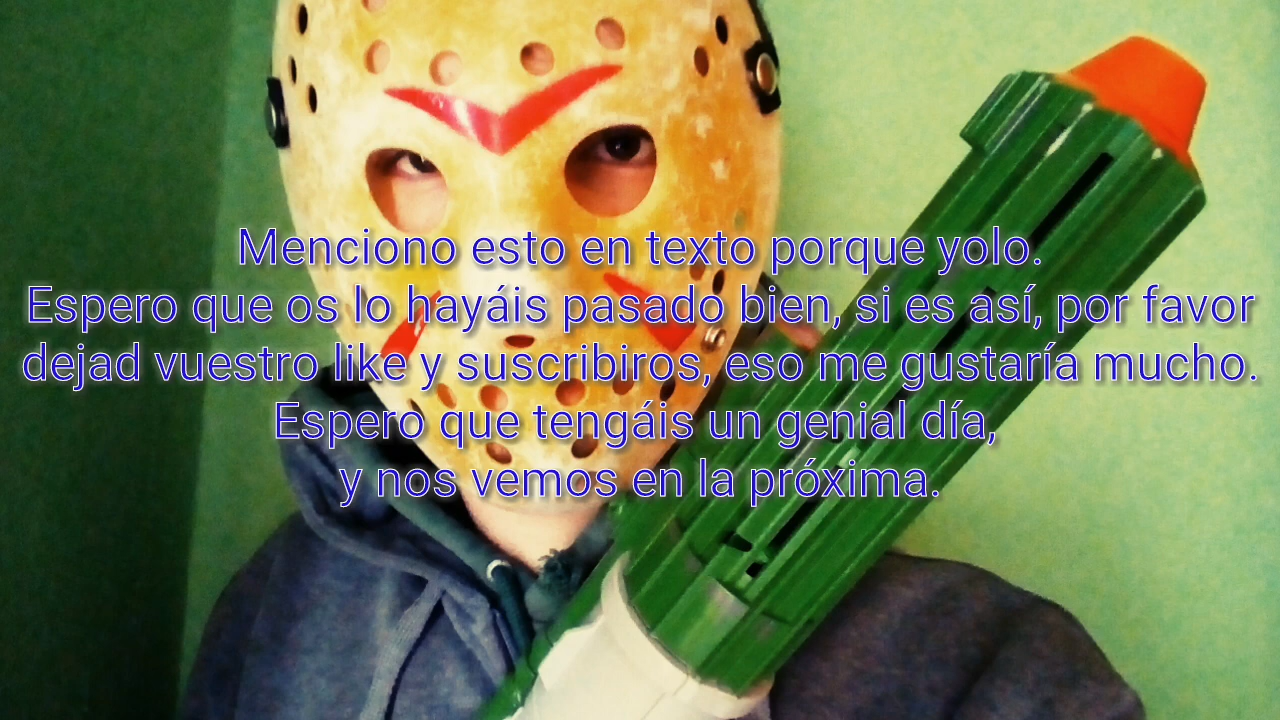 Menciono esto en texto porque yolo.
Espero que os lo hayáis pasado bien, si es así, por favor
dejad vuestro like y suscribiros, eso me gustaría mucho.
Espero que tengáis un genial día,
y nos vemos en la próxima.